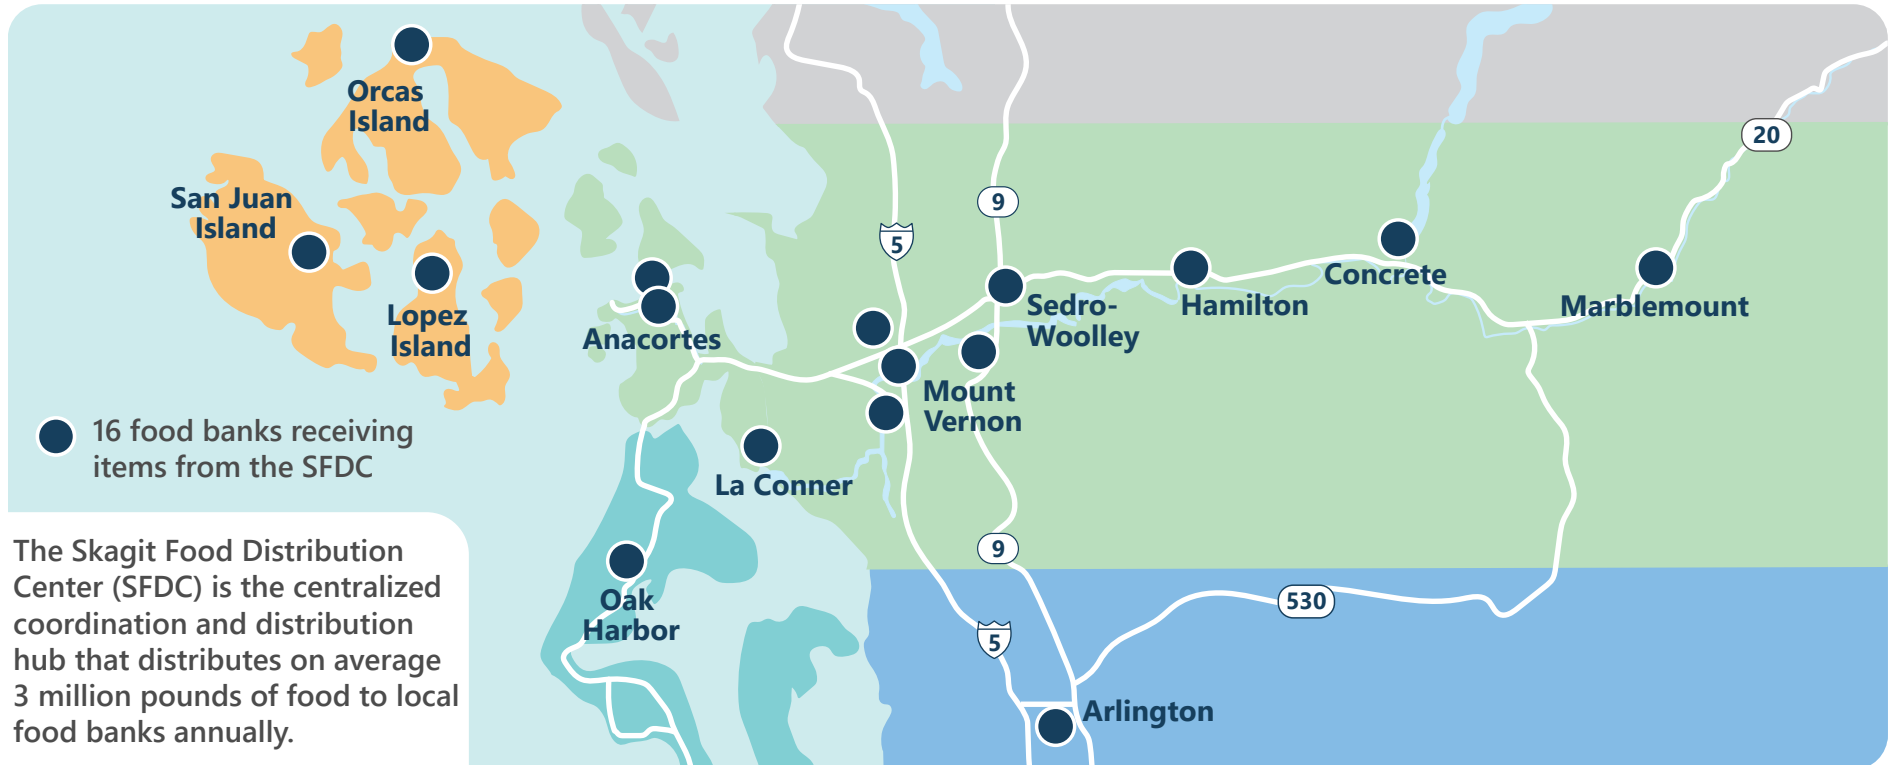 Orcas
Island
20
San Juan
Island
9
5
Concrete
Lopez
Island
Anacortes
Sedro-
Woolley
Hamilton
Marblemount
Mount
Vernon
16 food banks receiving
items from the SFDC
La Conner
The Skagit Food Distribution
Center (SFDC) is the centralized
coordination and distribution
hub that distributes on average
3 million pounds of food to local
food banks annually.
9
Oak
Harbor
530
5
Arlington